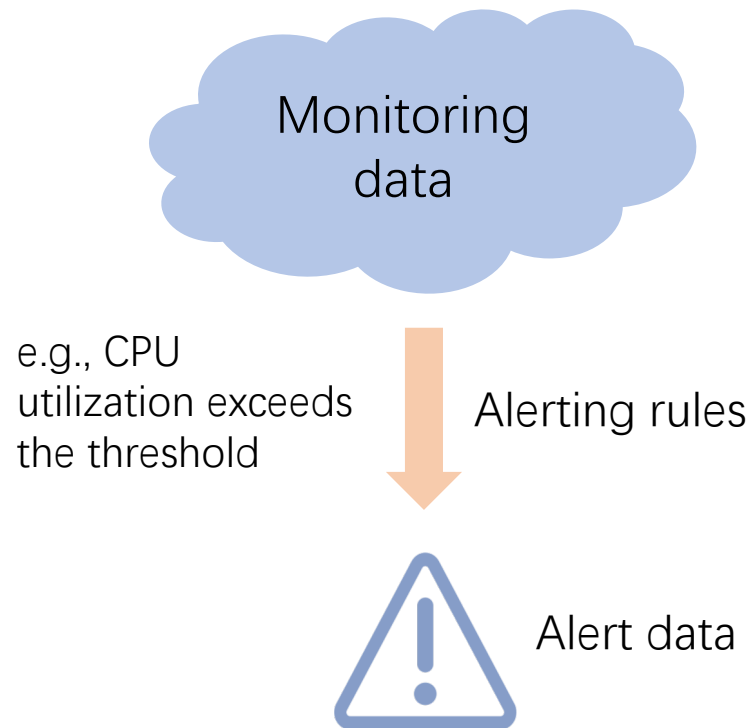 Monitoring
data
e.g., CPU
utilization exceeds
the threshold
Alerting rules
Alert data